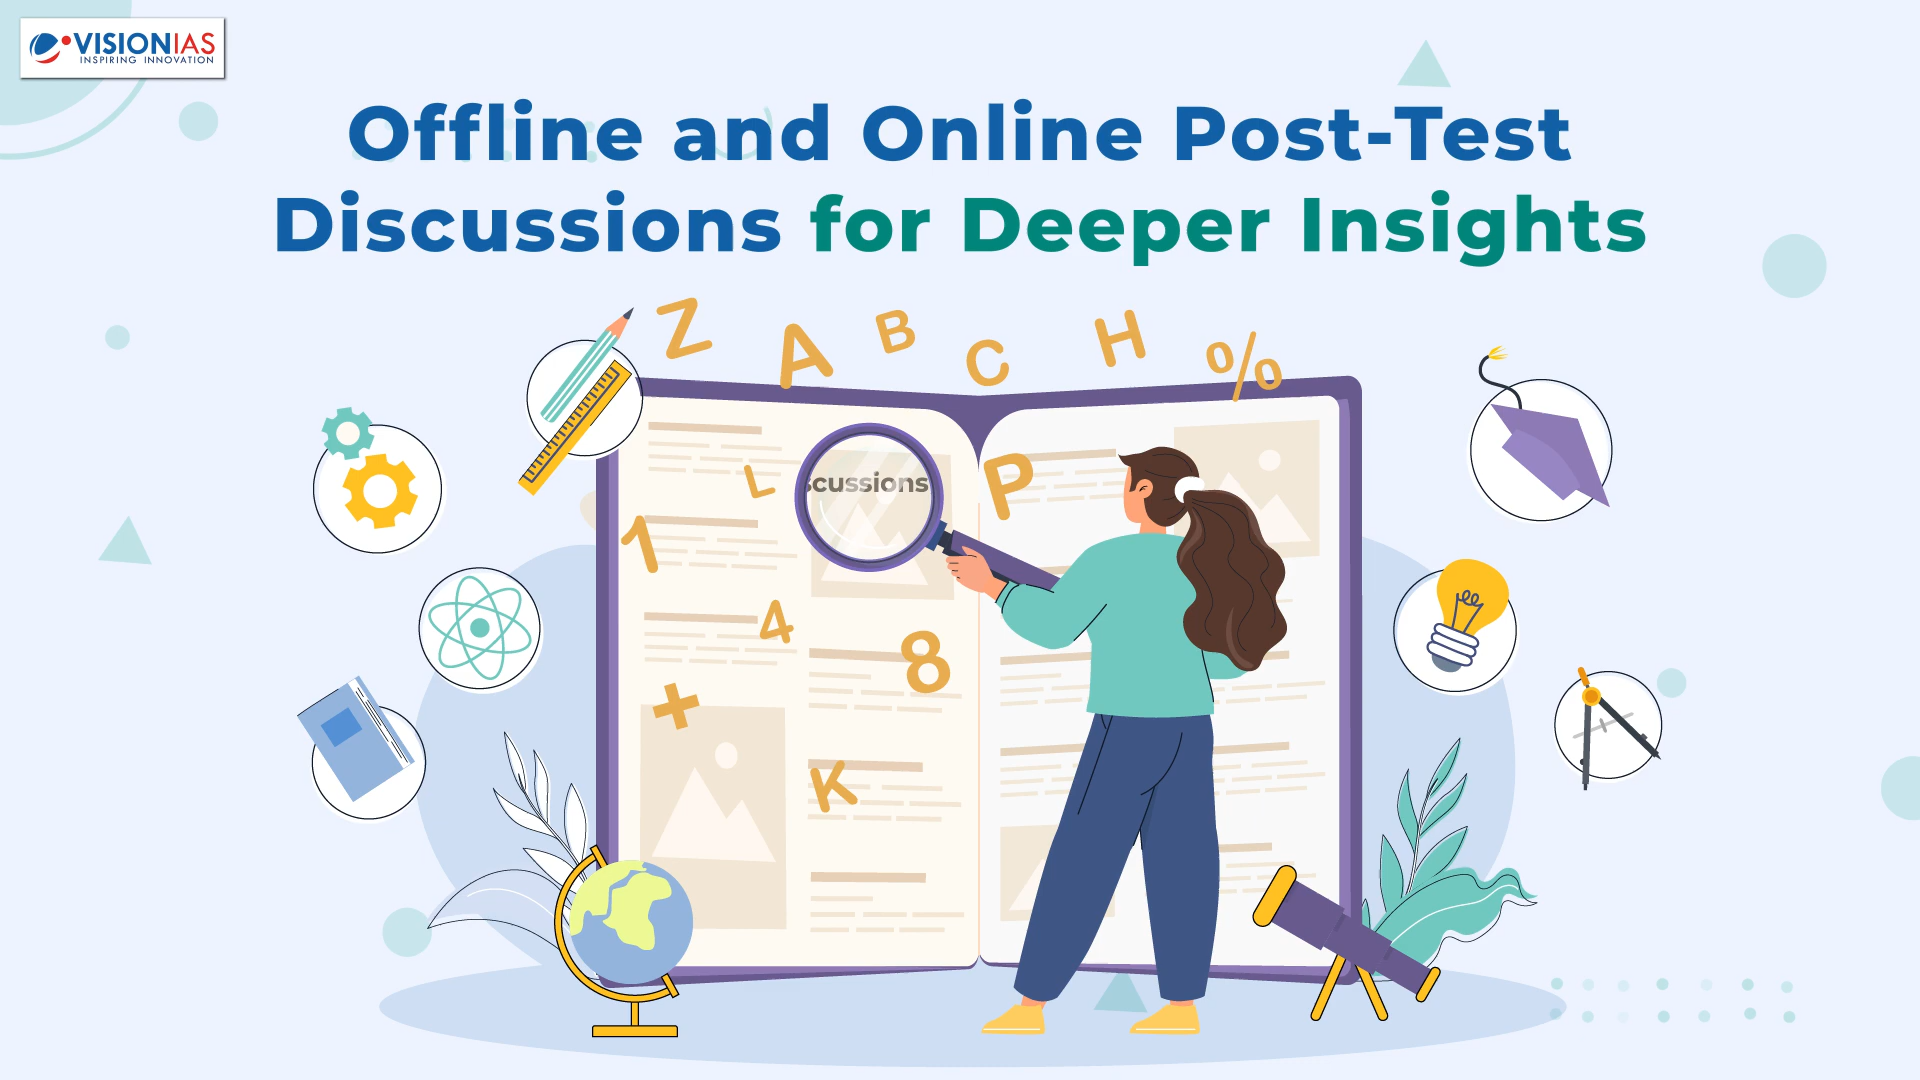 VISIONIAS
INSPIRING INNOVATION
Offline and Online Post-Test
Discussions for Deeper Insights
Z A B C H %
L
scussions
P
1
4
8
+
K